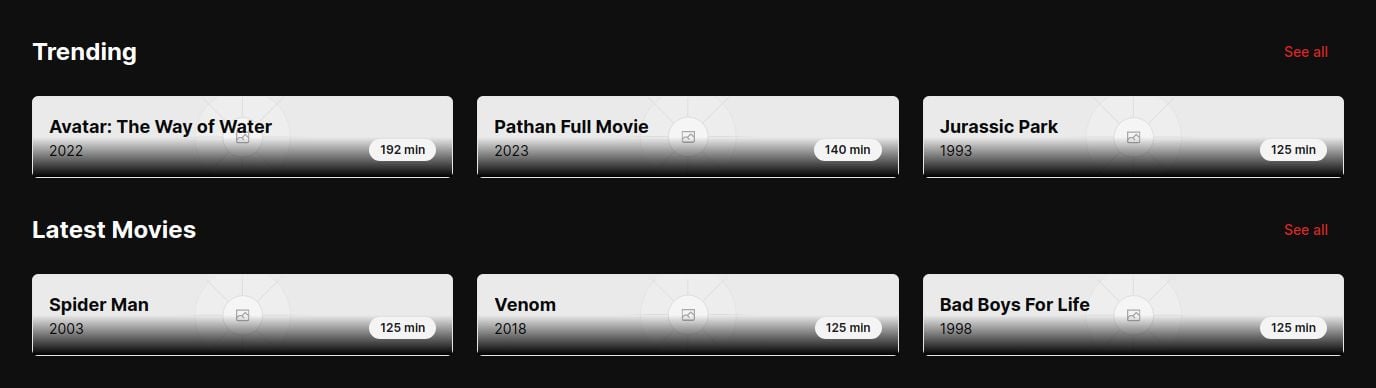 Trending
See all
Avatar: The Way of Water
2022
192 min
Pathan Full Movie
2023
140 min
Jurassic Park
1993
125 min
Latest Movies
See all
Spider Man
2003
125 min
Venom
2018
125 min
Bad Boys For Life
1998
125 min